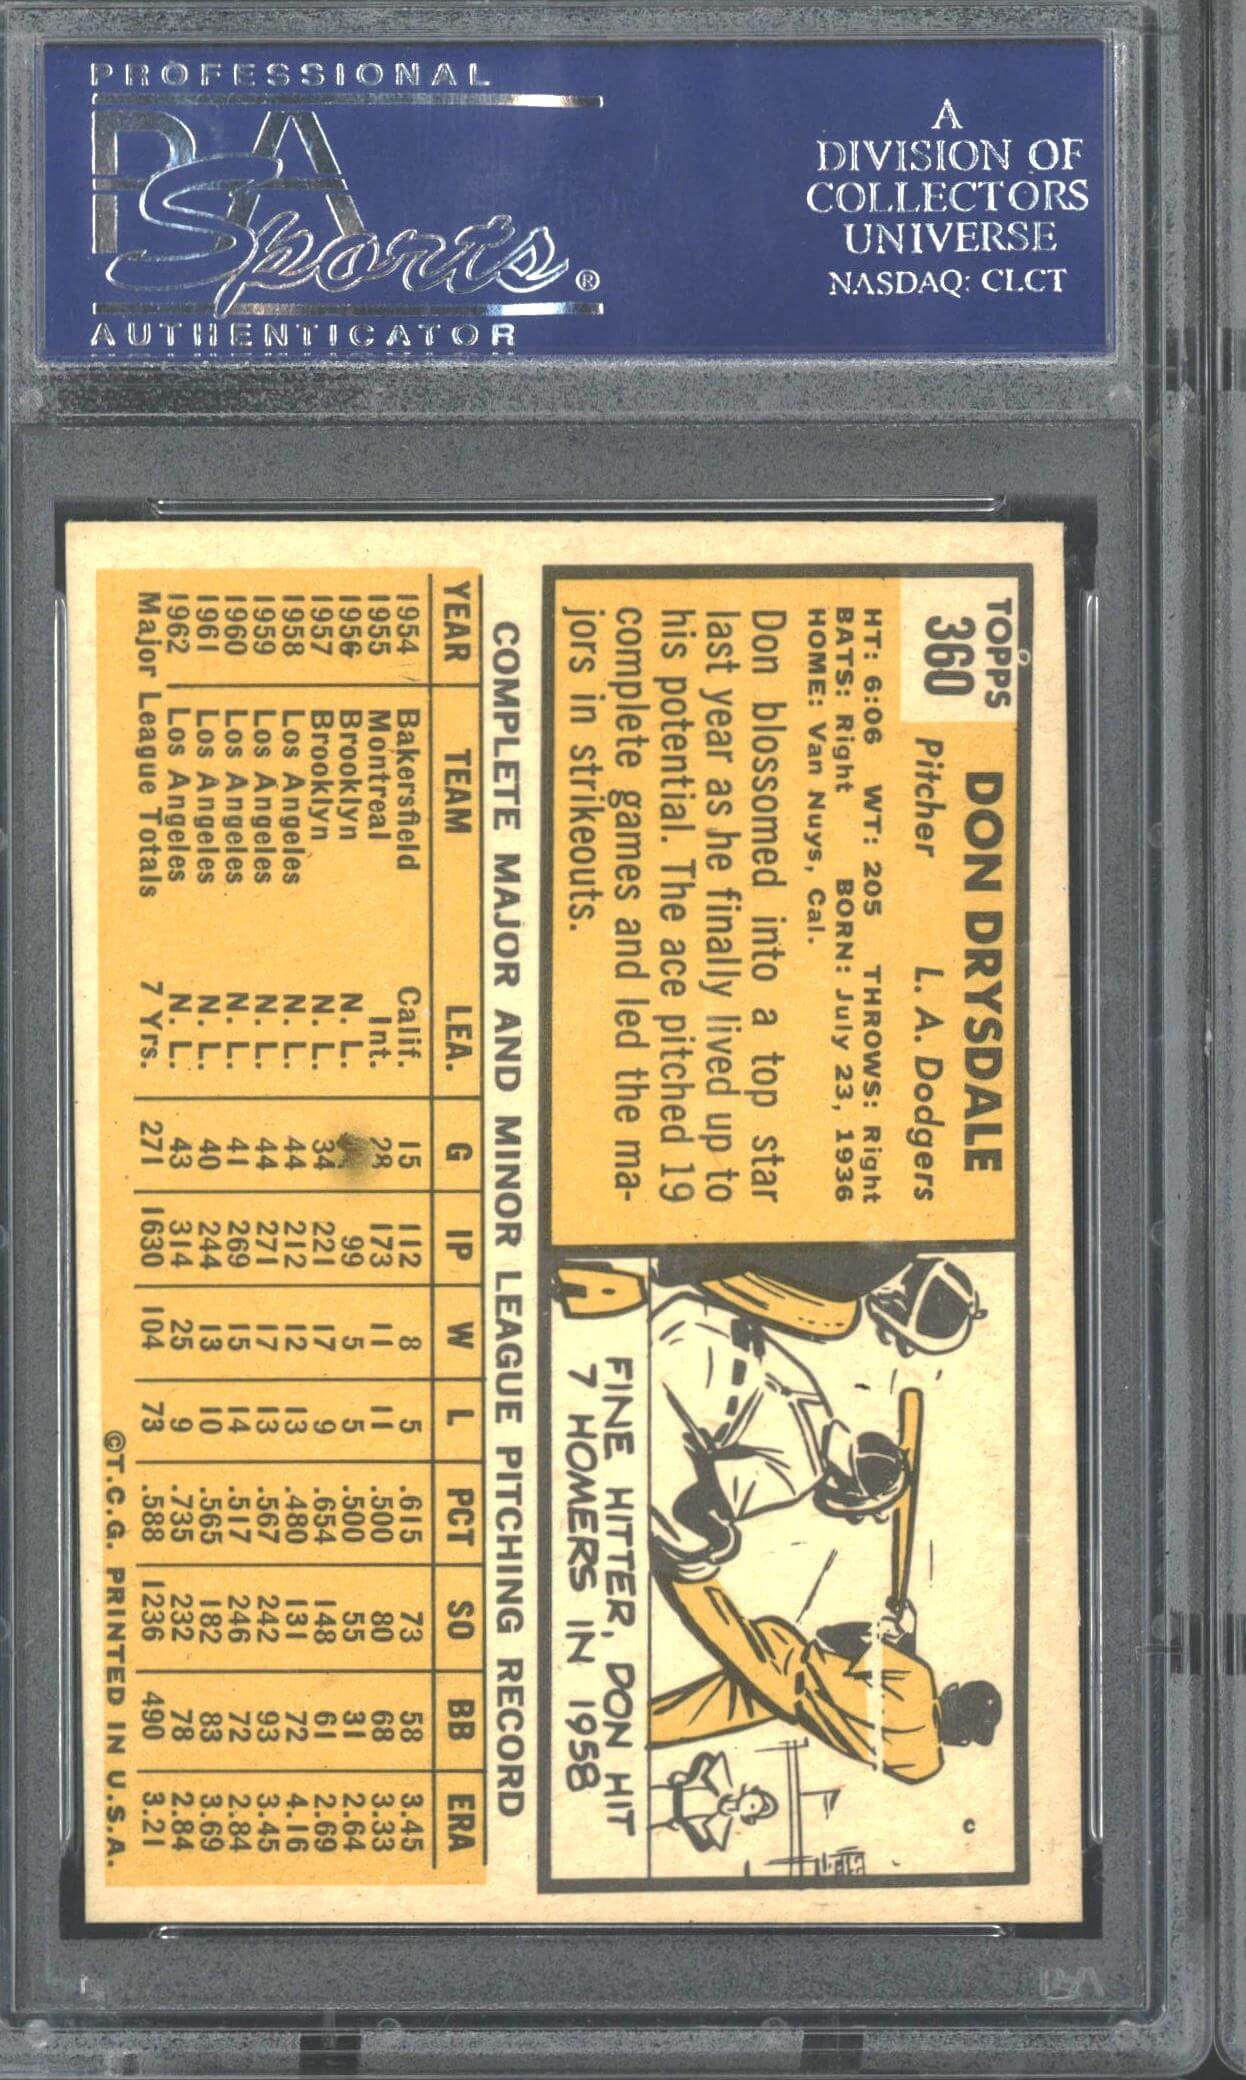 PROFESSIONAL
PSA
Sports®
AUTHENTICATOR
A
DIVISION OF
COLLECTORS
UNIVERSE
NASDAQ: CLCT
TOPPS
360
DON DRYSDALE
Pitcher L. A. Dodgers
HT: 6:06 WT: 205 THROWS: Right
BATS: Right BORN: July 23, 1936
HOME: Van Nuys, Cal.
Don blossomed into a top star
last year as he finally lived up to
his potential. The ace pitched 19
complete games and led the ma-
jors in strikeouts.
FINE HITTER, DON HIT
7 HOMERS IN 1958
COMPLETE MAJOR AND MINOR LEAGUE PITCHING RECORD
YEAR TEAM LEA. G IP W L PCT SO BB ERA
1954 Bakersfield Calif. 15 112 8 5 .615 73 58 3.45
1955 Montreal Int. 28 173 11 11 .500 80 68 3.33
1956 Brooklyn N. L. 99 5 5 .500 55 31 2.64
1957 Brooklyn N. L. 34 221 17 9 .654 148 61 2.69
1958 Los Angeles N. L. 44 212 12 13 .480 131 72 4.16
1959 Los Angeles N. L. 44 271 17 13 .567 242 93 3.45
1960 Los Angeles N. L. 41 269 15 14 .517 246 72 2.84
1961 Los Angeles N. L. 40 244 13 10 .565 182 83 3.69
1962 Los Angeles N. L. 43 314 25 9 .735 232 78 2.84
Major League Totals 7 Yrs. 271 1630 104 73 .588 1236 490 3.21
©T.C.G. PRINTED IN U.S.A.